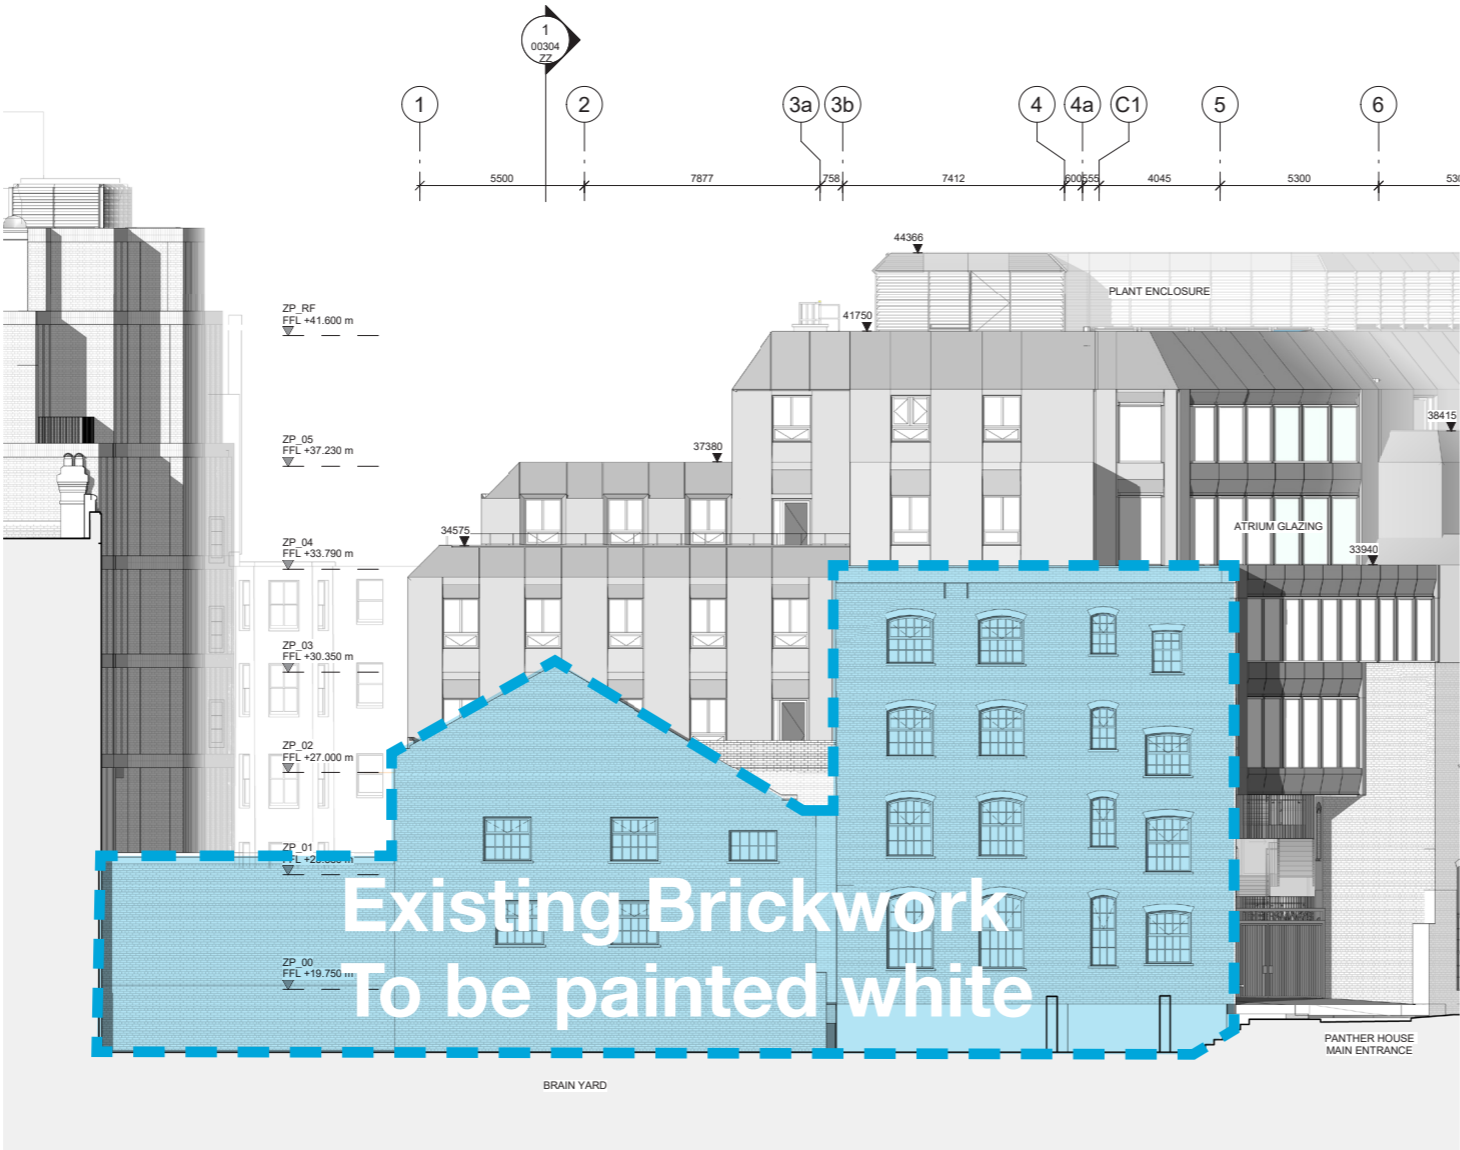 1
00304
ZZ
1
2
3a
3b
4
4a
C1
5
6
5500
7877
758
7412
600
555
4045
5300
530
44366
PLANT ENCLOSURE
ZP_RF
FFL +41.600 m
41750
38415
ZP_05
FFL +37.230 m
37380
ATRIUM GLAZING
34575
ZP_04
FFL +33.790 m
33940
ZP_03
FFL +30.350 m
ZP_02
FFL +27.000 m
ZP_01
Existing Brickwork
To be painted white
ZP_00
FFL +19.750 m
PANTHER HOUSE
MAIN ENTRANCE
BRAIN YARD